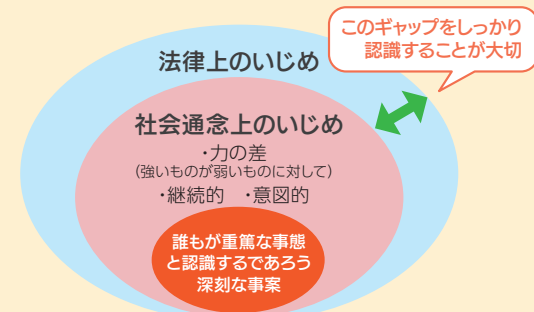 このギャップをしっかり
認識することが大切
法律上のいじめ
社会通念上のいじめ
・力の差
（強いものが弱いものに対して）
・継続的　・意図的
誰もが重篤な事態
と認識するであろう
深刻な事案